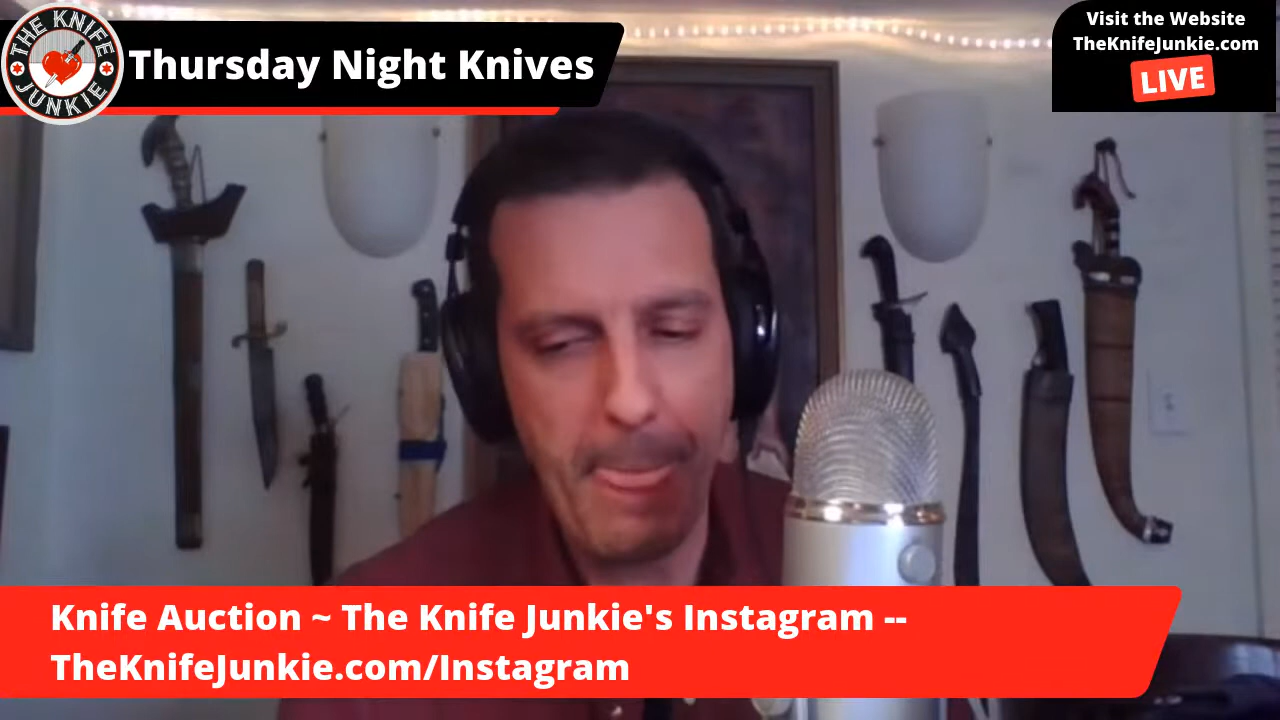 THE KNIFE
JUNKIE
Thursday Night Knives
Visit the Website
TheKnifeJunkie.com
LIVE
Knife Auction ~ The Knife Junkie's Instagram --
TheKnifeJunkie.com/Instagram